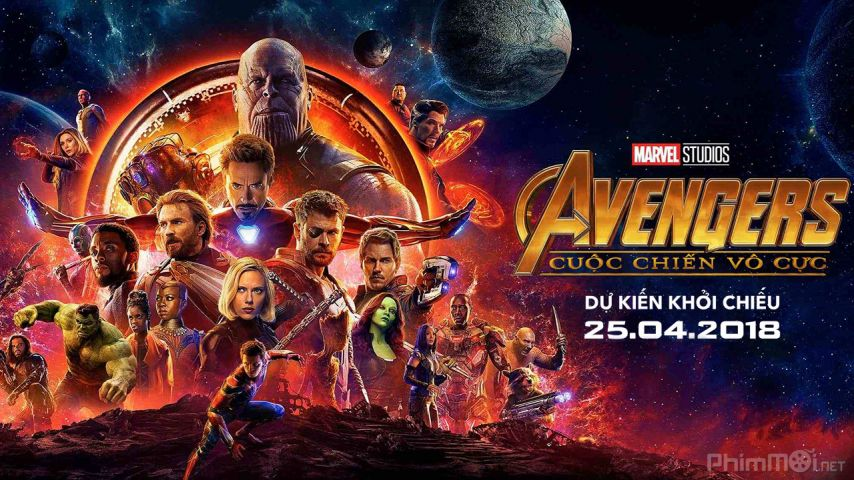 MARVEL STUDIOS
AVENGERS
CUỘC CHIẾN VÔ CỰC
DỰ KIẾN KHỞI CHIẾU
25.04.2018
PhimMoi.NET